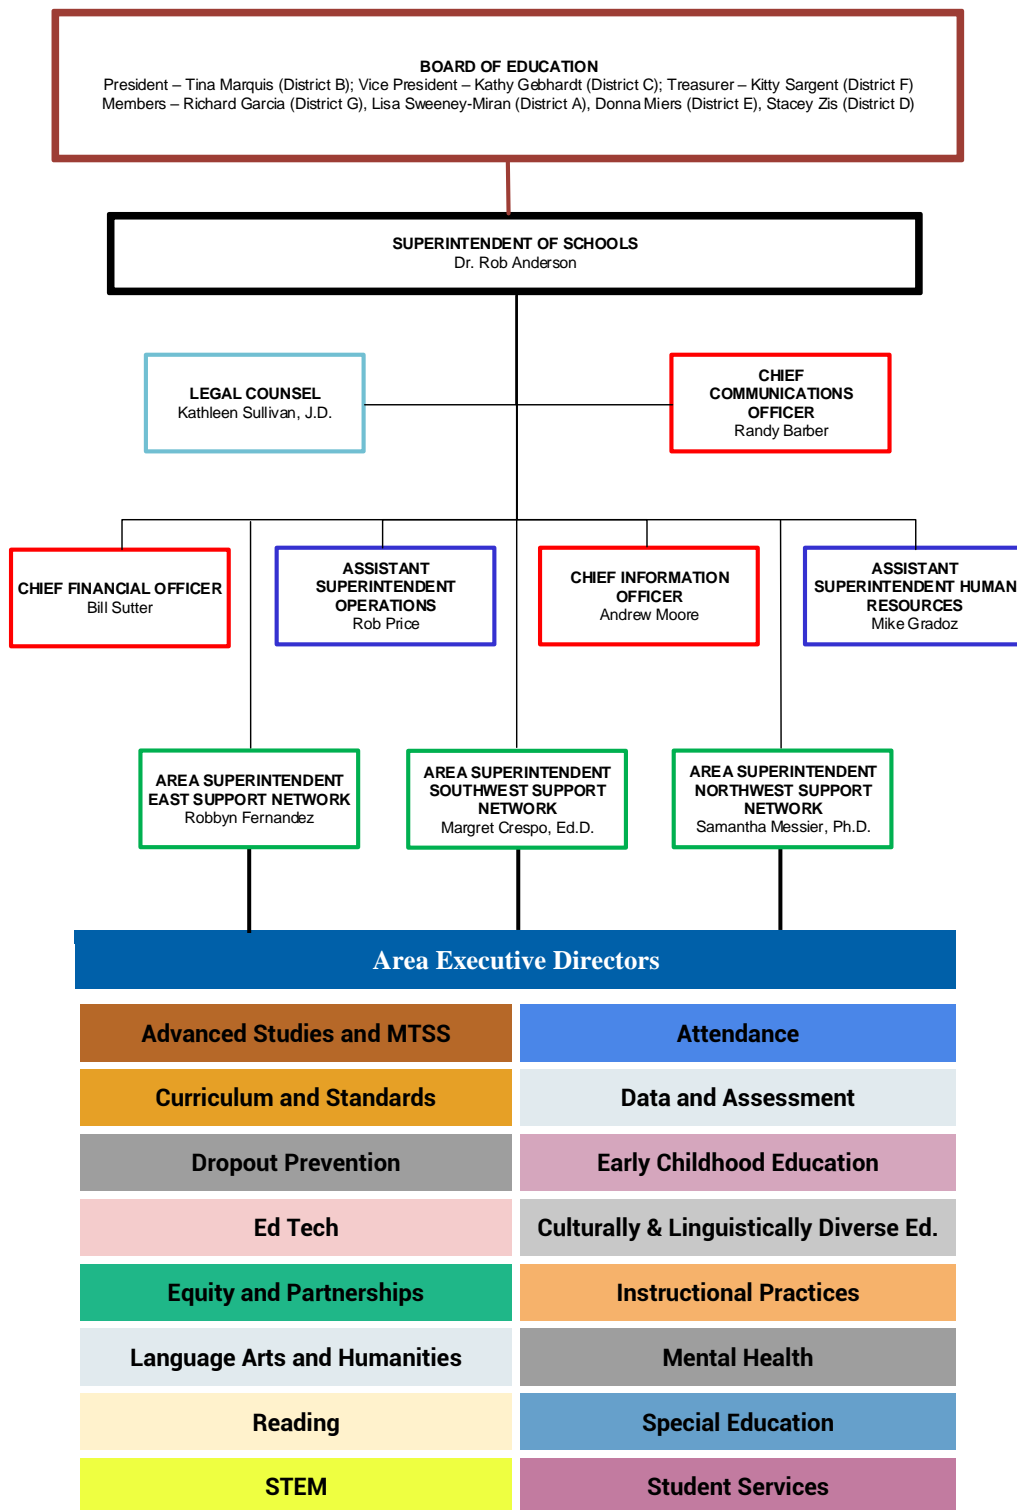 BOARD OF EDUCATION
President – Tina Marquis (District B); Vice President – Kathy Gebhardt (District C); Treasurer – Kitty Sargent (District F)
Members – Richard Garcia (District G), Lisa Sweeney-Miran (District A), Donna Miers (District E), Stacey Zis (District D)
SUPERINTENDENT OF SCHOOLS
Dr. Rob Anderson
LEGAL COUNSEL
Kathleen Sullivan, J.D.
CHIEF
COMMUNICATIONS
OFFICER
Randy Barber
CHIEF FINANCIAL OFFICER
Bill Sutter
ASSISTANT
SUPERINTENDENT
OPERATIONS
Rob Price
CHIEF INFORMATION
OFFICER
Andrew Moore
ASSISTANT
SUPERINTENDENT HUMAN
RESOURCES
Mike Gradoz
AREA SUPERINTENDENT
EAST SUPPORT NETWORK
Robbyn Fernandez
AREA SUPERINTENDENT
SOUTHWEST SUPPORT
NETWORK
Margret Crespo, Ed.D.
AREA SUPERINTENDENT
NORTHWEST SUPPORT
NETWORK
Samantha Messier, Ph.D.
Area Executive Directors
Advanced Studies and MTSS
Attendance
Curriculum and Standards
Data and Assessment
Dropout Prevention
Early Childhood Education
Ed Tech
Culturally & Linguistically Diverse Ed.
Equity and Partnerships
Instructional Practices
Language Arts and Humanities
Mental Health
Reading
Special Education
STEM
Student Services